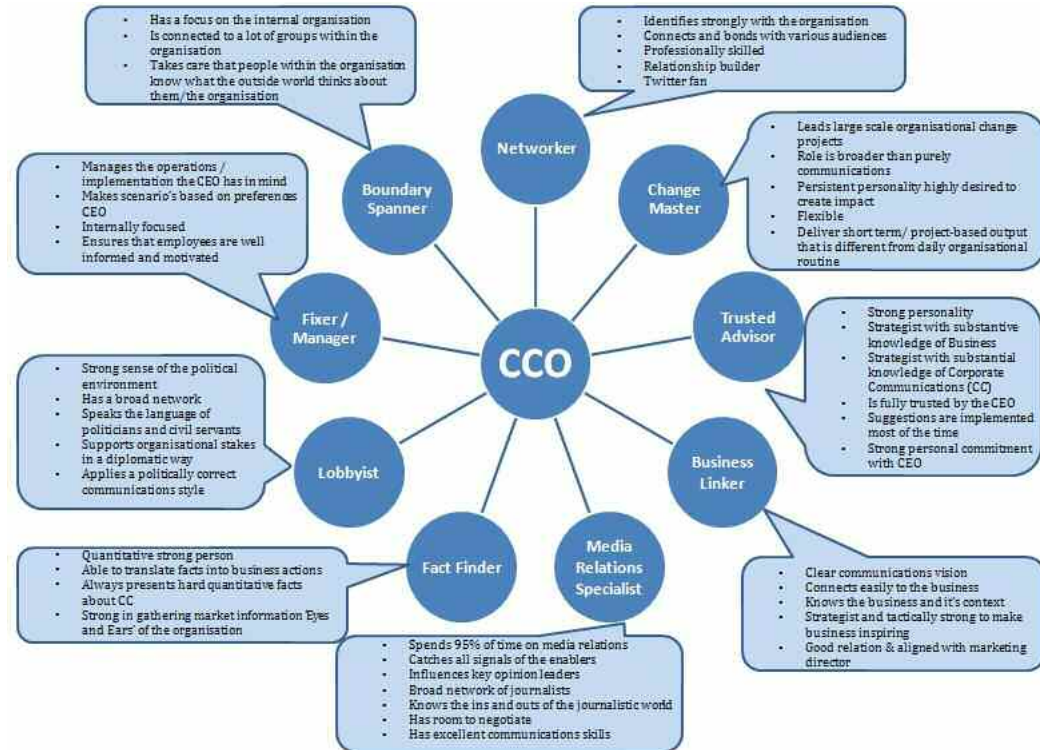 • Has a focus on the internal organisation
• Is connected to a lot of groups within the
organisation
• Takes care that people within the organisation
know what the outside world thinks about
them/the organisation
• Identifies strongly with the organisation
• Connects and bonds with various audiences
• Professionally skilled
• Relationship builder
• Twitter fan
Networker
Boundary
Spanner
Change
Master
• Leads large scale organisational change
projects
• Role is broader than purely
communications
• Persistent personality highly desired to
create impact
• Flexible
• Deliver short term/ project-based output
that is different from daily organisational
routine
• Manages the operations /
implementation the CEO has in mind
• Makes scenario's based on preferences
CEO
• Internally focused
• Ensures that employees are well
informed and motivated
Fixer /
Manager
CCO
Trusted
Advisor
• Strong personality
• Strategist with substantive
knowledge of Business
• Strategist with substantial
knowledge of Corporate
Communications (CC)
• Is fully trusted by the CEO
• Suggestions are implemented
most of the time
• Strong personal commitment
with CEO
• Strong sense of the political
environment
• Has a broad network
• Speaks the language of
politicians and civil servants
• Supports organisational stakes
in a diplomatic way
• Applies a politically correct
communications style
Lobbyist
Business
Linker
• Quantitative strong person
• Able to translate facts into business actions
• Always presents hard quantitative facts
about CC
• Strong in gathering market information 'Eyes
and Ears' of the organisation
Fact Finder
Media
Relations
Specialist
• Clear communications vision
• Connects easily to the business
• Knows the business and it's context
• Strategist and tactically strong to make
business inspiring
• Good relation & aligned with marketing
director
• Spends 95% of time on media relations
• Catches all signals of the enablers
• Influences key opinion leaders
• Broad network of journalists
• Knows the ins and outs of the journalistic world
• Has room to negotiate
• Has excellent communications skills